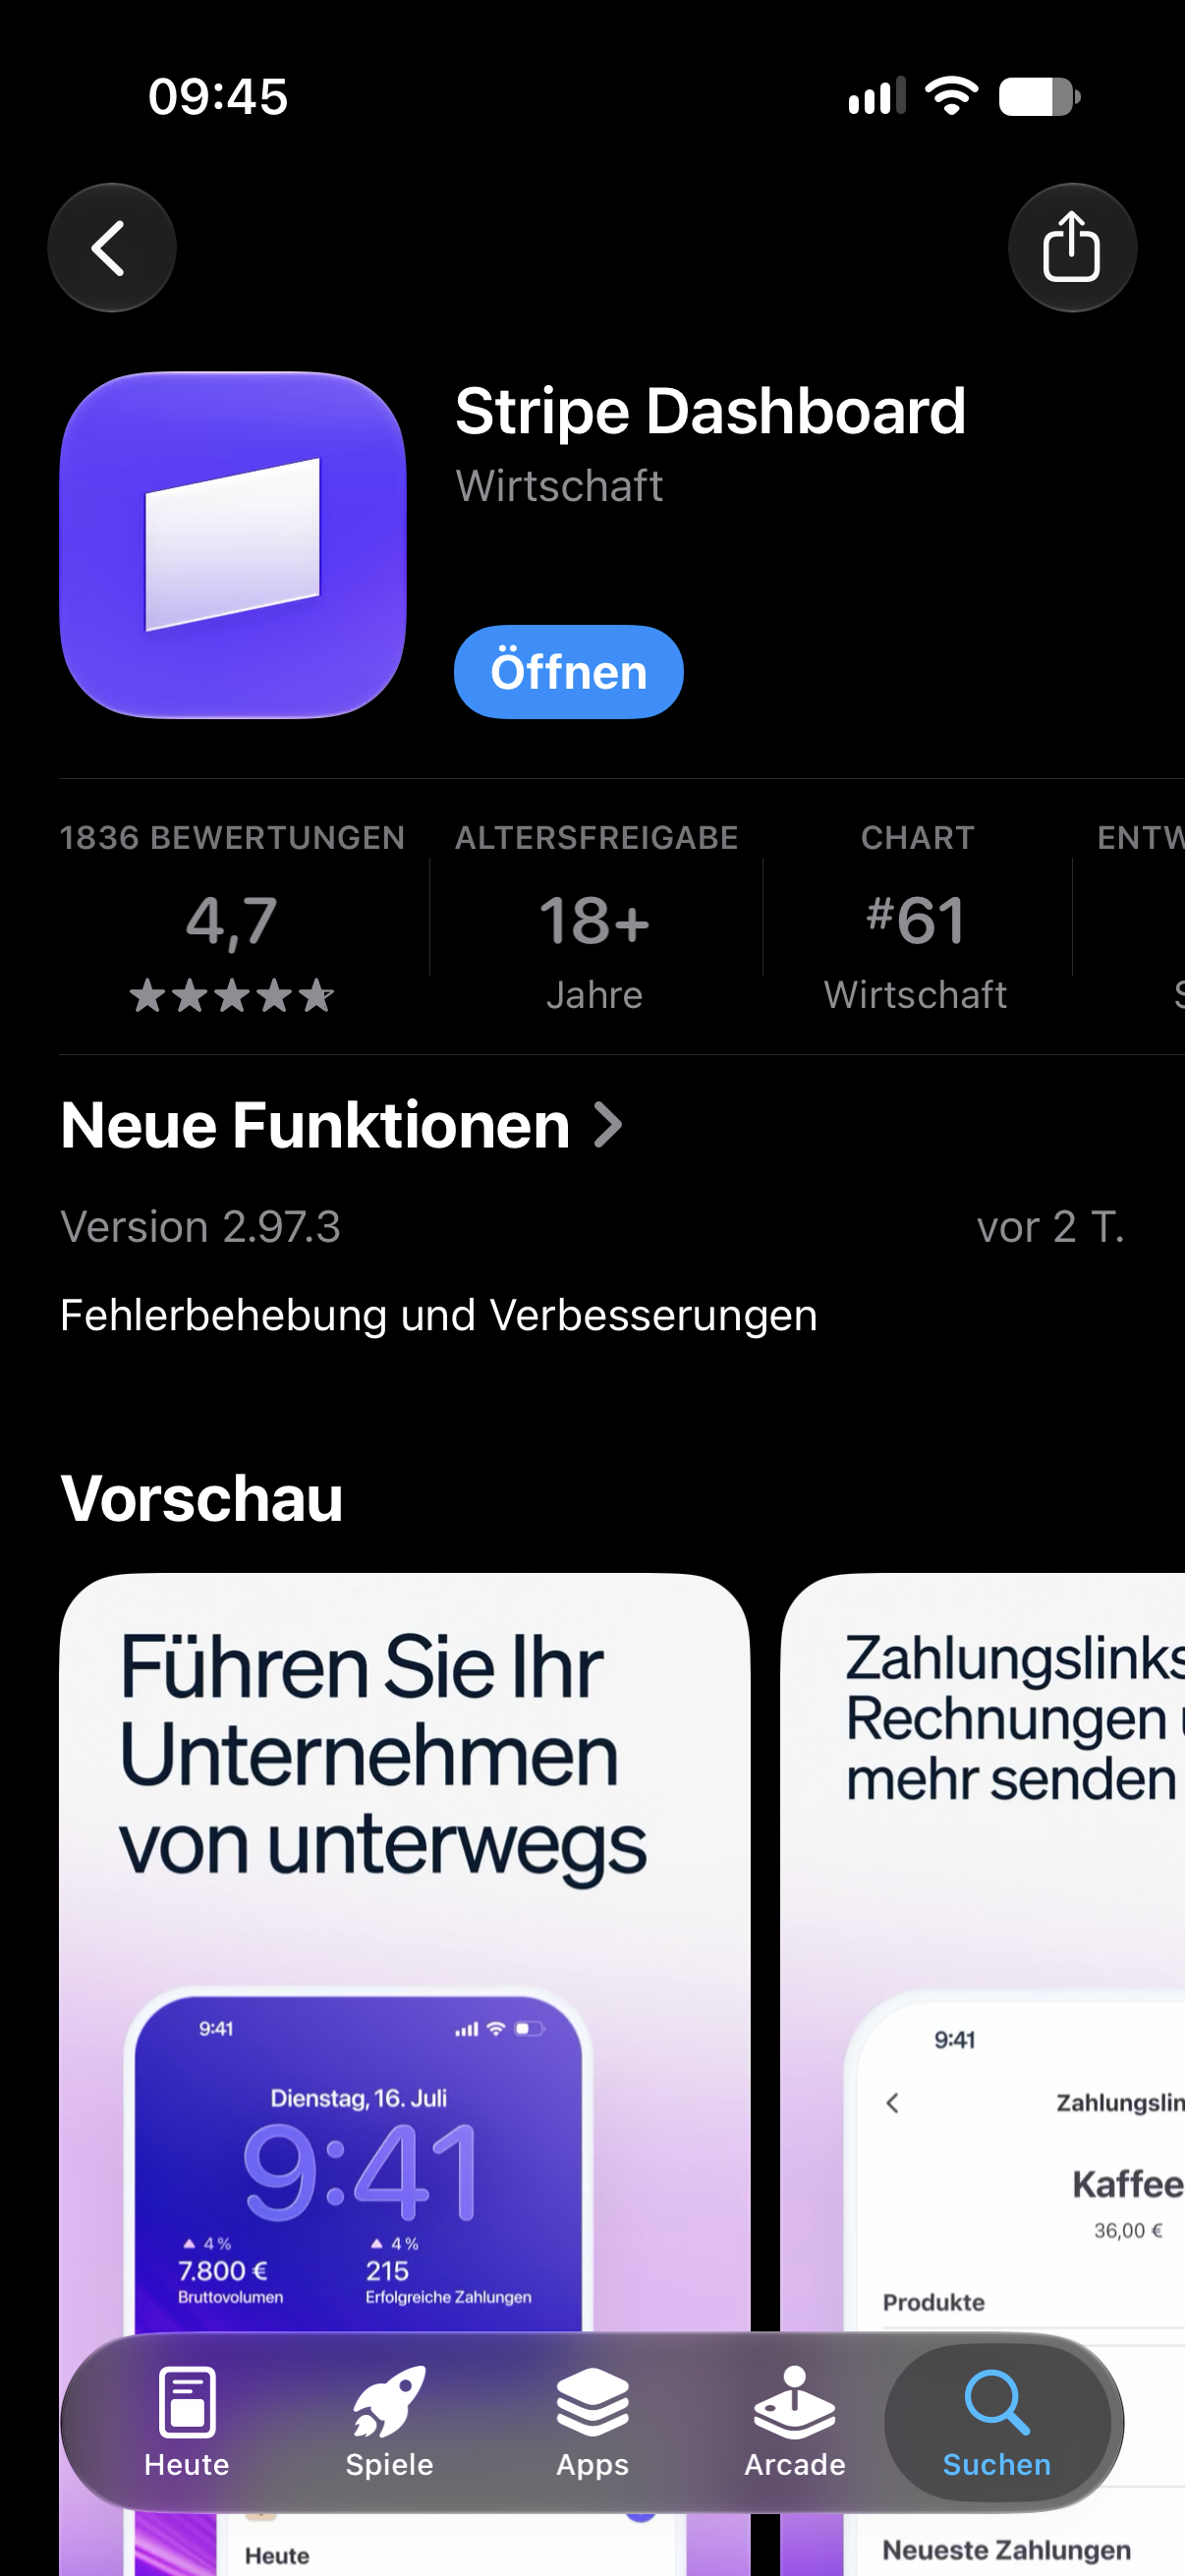 09:45
Stripe Dashboard
Wirtschaft
Öffnen
1836 BEWERTUNGEN
4,7
ALTERSFREIGABE
18+
Jahre
CHART
#61
Wirtschaft
Neue Funktionen
Version 2.97.3
vor 2 T.
Fehlerbehebung und Verbesserungen
Vorschau
Führen Sie Ihr
Unternehmen
von unterwegs
9:41
Dienstag, 16. Juli
9:41
4 %
7.800 €
Bruttovolumen
4 %
215
Erfolgreiche Zahlungen
Heute
Zahlungslinks
Rechnungen
mehr senden
9:41
Kaffee
36,00 €
Produkte
Neueste Zahlungen
Heute
Spiele
Apps
Arcade
Suchen